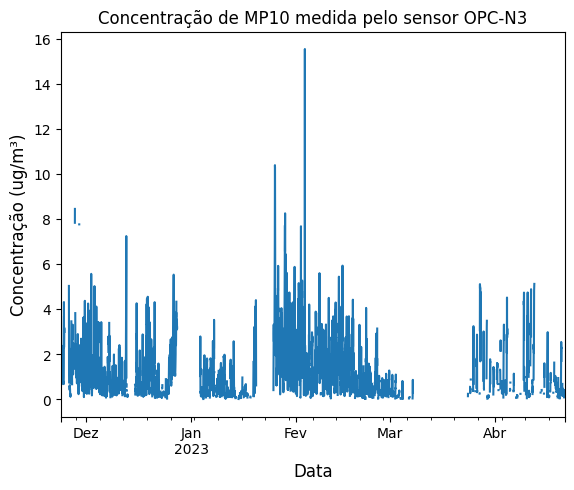 Concentração de MP10 medida pelo sensor OPC-N3
Concentração (ug/m³)
16
14
12
10
8
6
4
2
0
Dez Jan Fev Mar Abr
2023
Data